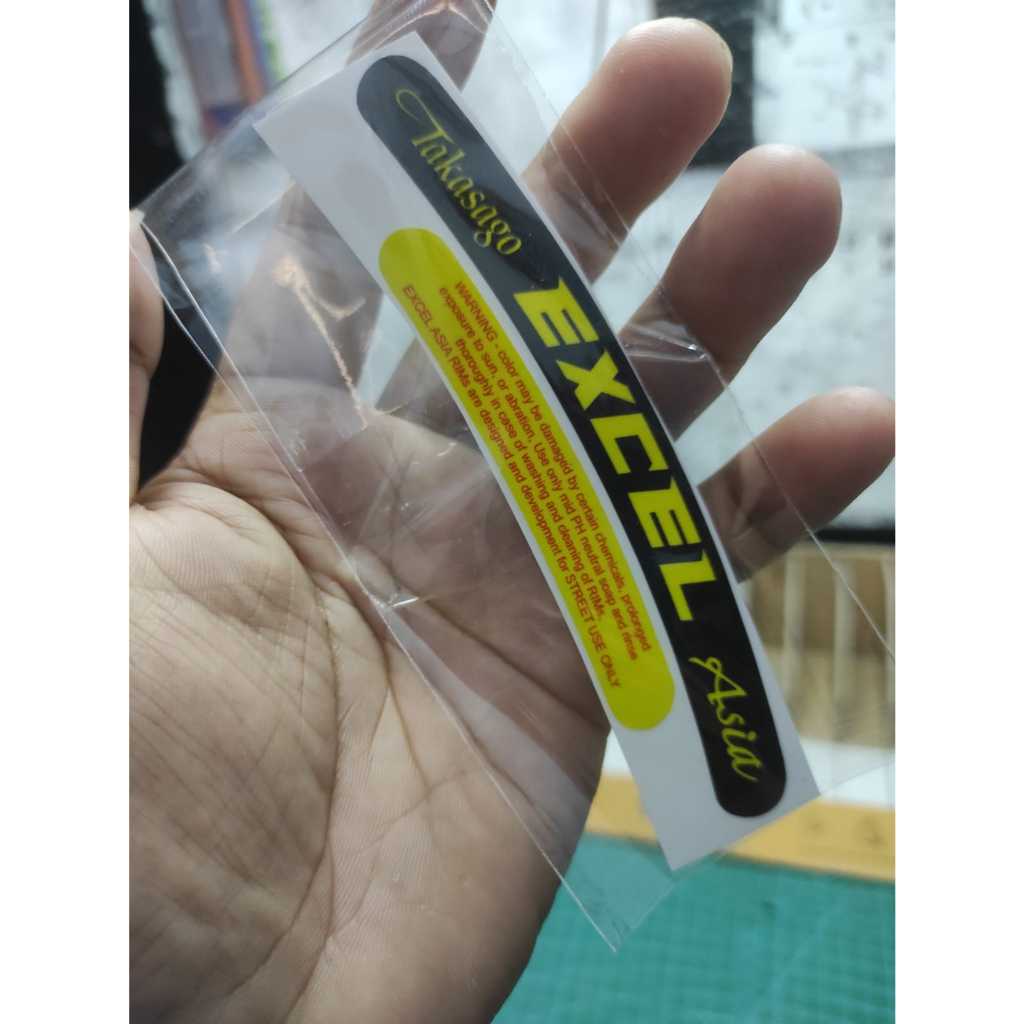 Takasago EXCEL Asia
WARNING - color may be damaged by certain chemicals, prolonged
exposure to sun, or abration, Use only mid PH neutral soap and rinse
thoroughly in case of washing and cleaning of RIMs.
EXCEL ASIA RIMs are designed and development for STREET USE ONLY